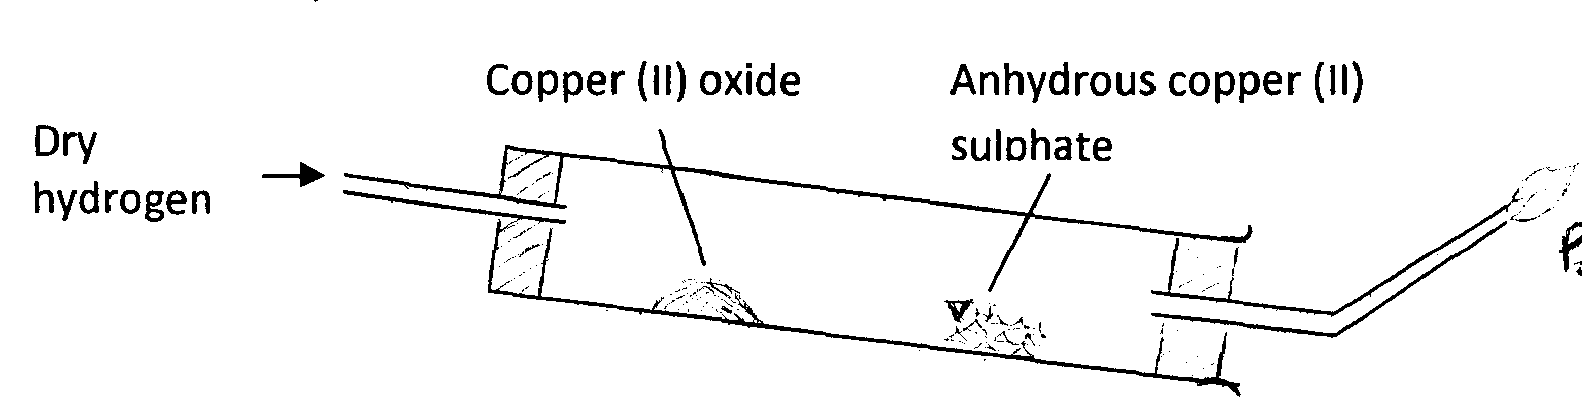 Copper (II) oxide
Anhydrous copper (II)
sulphate
Dry
hydrogen